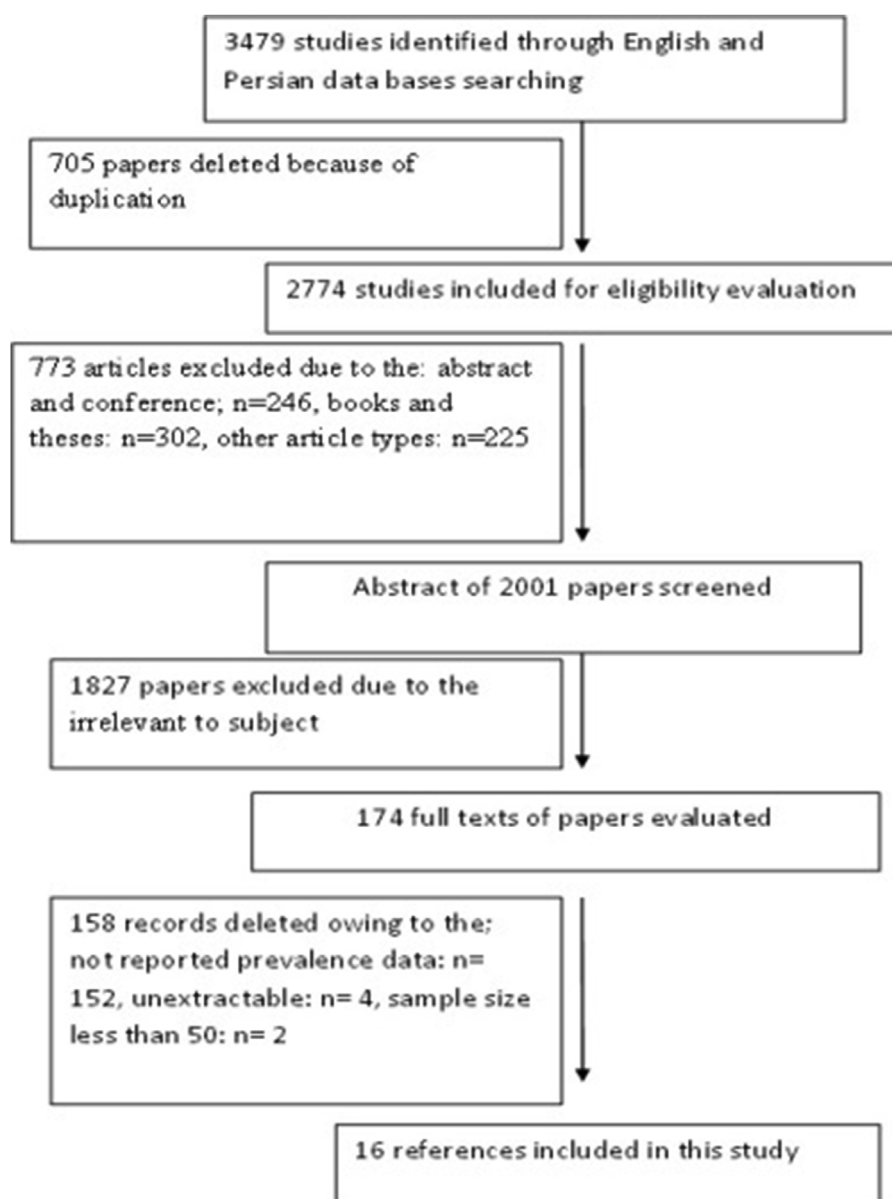 3479 studies identified through English and
Persian data bases searching
705 papers deleted because of
duplication
2774 studies included for eligibility evaluation
773 articles excluded due to the: abstract
and conference; n=246, books and
theses: n=302, other article types: n=225
Abstract of 2001 papers screened
1827 papers excluded due to the
irrelevant to subject
174 full texts of papers evaluated
158 records deleted owing to the;
not reported prevalence data: n=
152, unextractable: n= 4, sample size
less than 50: n= 2
16 references included in this study